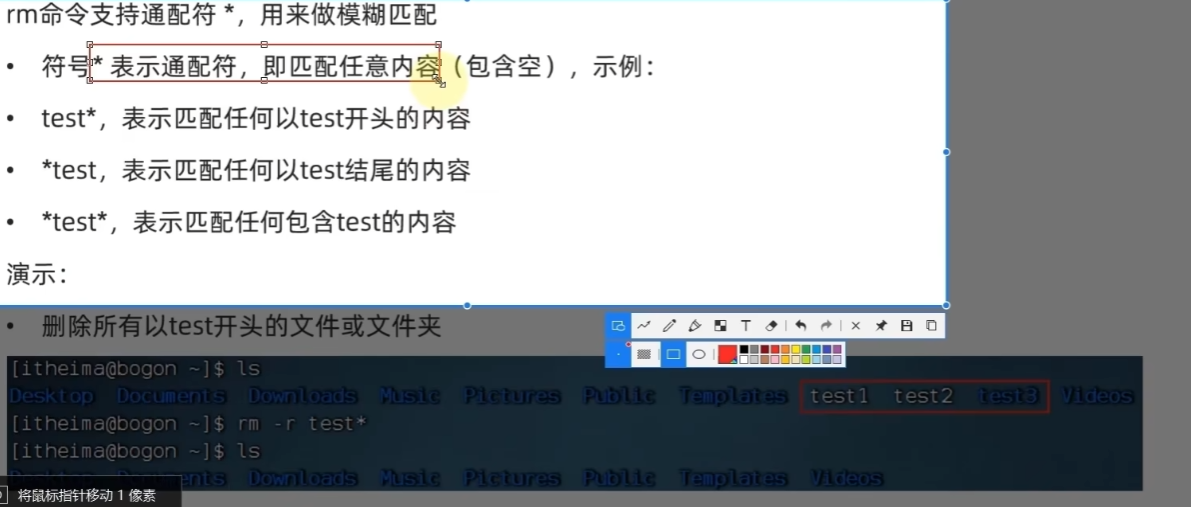 rm命令支持通配符 *，用来做模糊匹配
• 符号* 表示通配符，即匹配任意内容（包含空），示例：
• test*，表示匹配任何以test开头的内容
• *test，表示匹配任何以test结尾的内容
• *test*，表示匹配任何包含test的内容
演示：
• 删除所有以test开头的文件或文件夹
[itheima@bogon ~]$ ls
Desktop Documents Downloads Music Pictures Public Templates test1 test2 test3 Videos
[itheima@bogon ~]$ rm -r test*
[itheima@bogon ~]$ ls
Downloads Music Pictures Public Templates Videos
将鼠标指针移动 1 像素